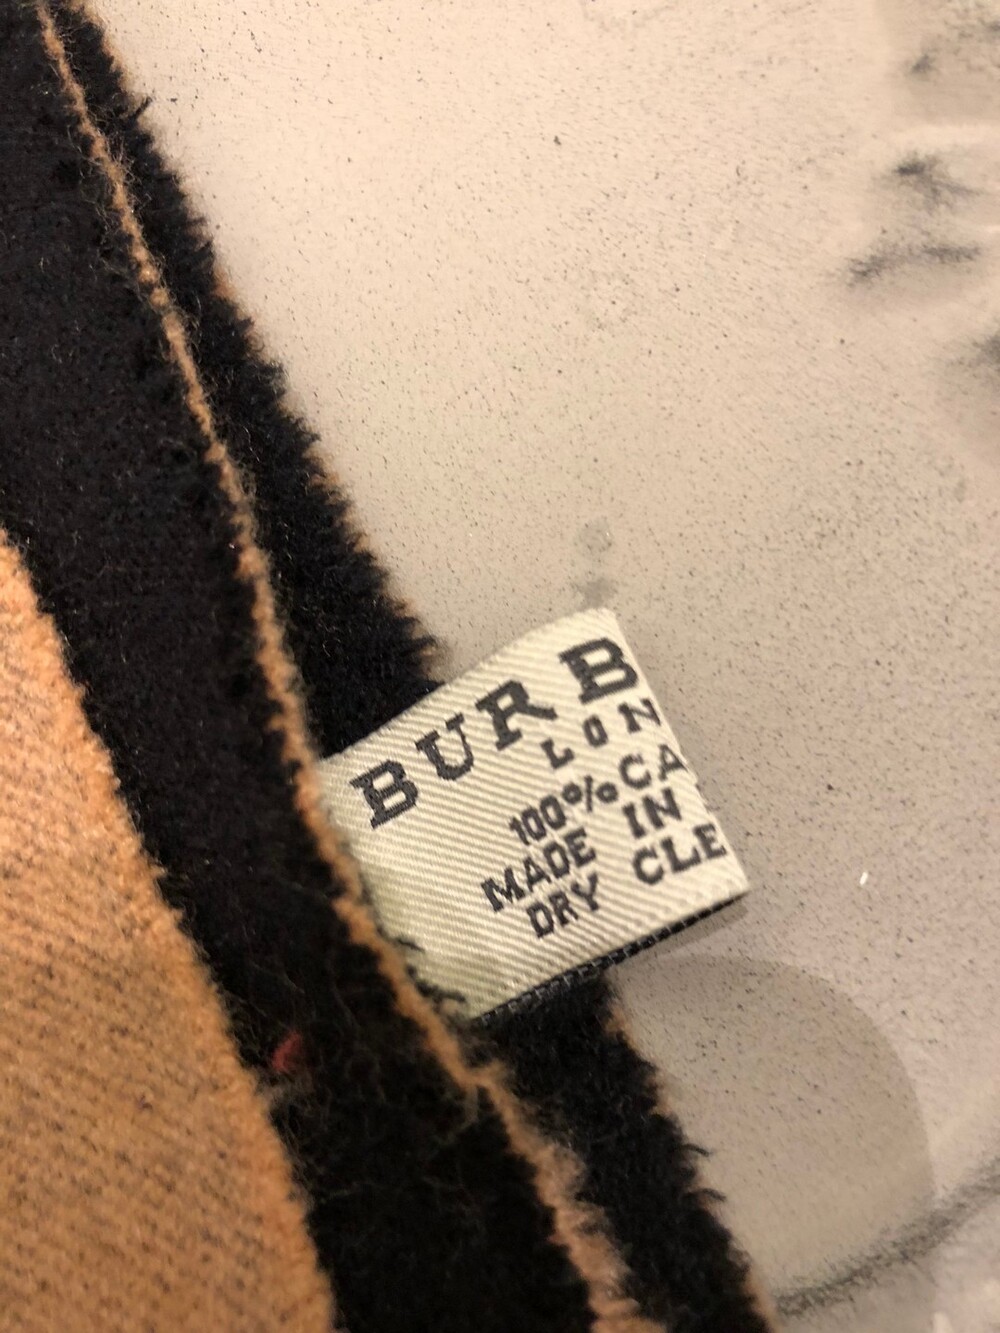 BURB
LON
100% CA
MADE IN
DRY CLE